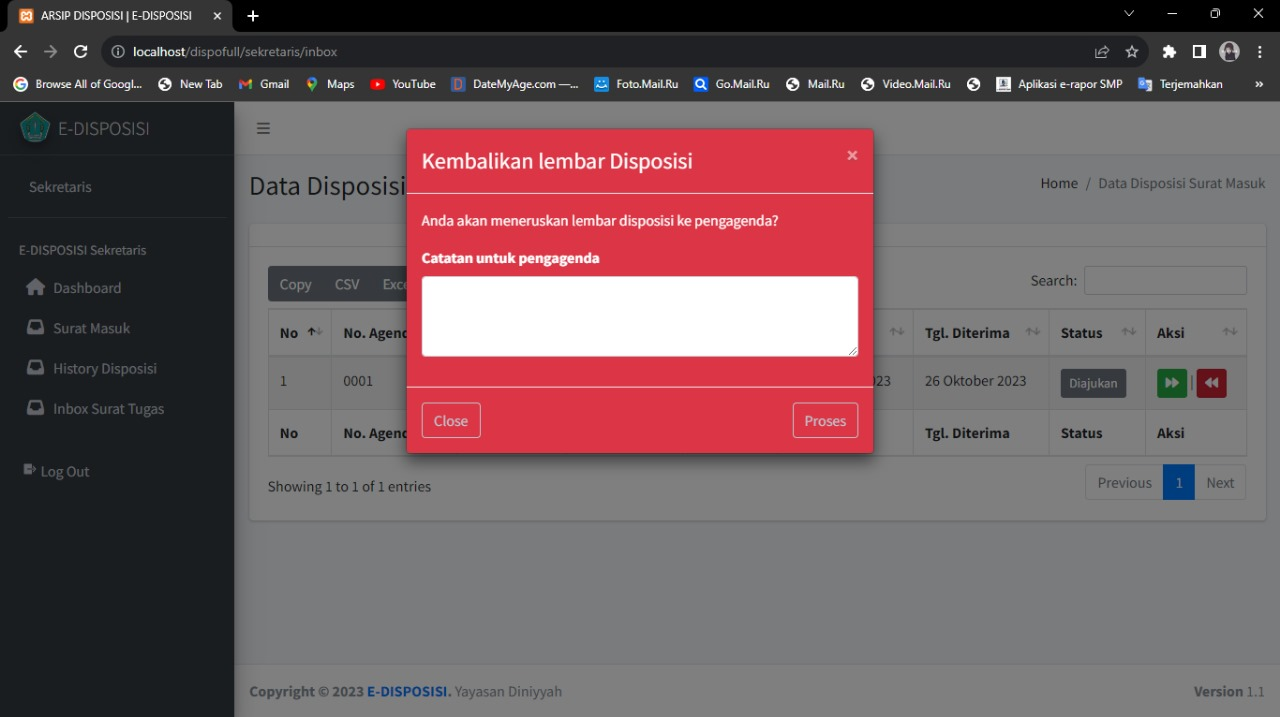 ARSIP DISPOSISI | E-DISPOSISI
localhost/dispofull/sekretaris/inbox
Browse All of Googl... New Tab Gmail Maps YouTube DateMyAge.com —... Foto.Mail.Ru Go.Mail.Ru Mail.Ru Video.Mail.Ru Aplikasi e-rapor SMP Terjemahkan »
E-DISPOSISI
Sekretaris
E-DISPOSISI Sekretaris
Dashboard
Surat Masuk
History Disposisi
Inbox Surat Tugas
Log Out
Data Disposisi
Home / Data Disposisi Surat Masuk
Kembalikan lembar Disposisi ×
Anda akan meneruskan lembar disposisi ke pengagenda?
Catatan untuk pengagenda
Close Proses
Copy CSV
Search:
No No. Agend Tgl. Diterima Status Aksi
1 0001 023 26 Oktober 2023 Diajukan |
No No. Agend Tgl. Diterima Status Aksi
Showing 1 to 1 of 1 entries
Previous 1 Next
Copyright © 2023 E-DISPOSISI. Yayasan Diniyyah
Version 1.1